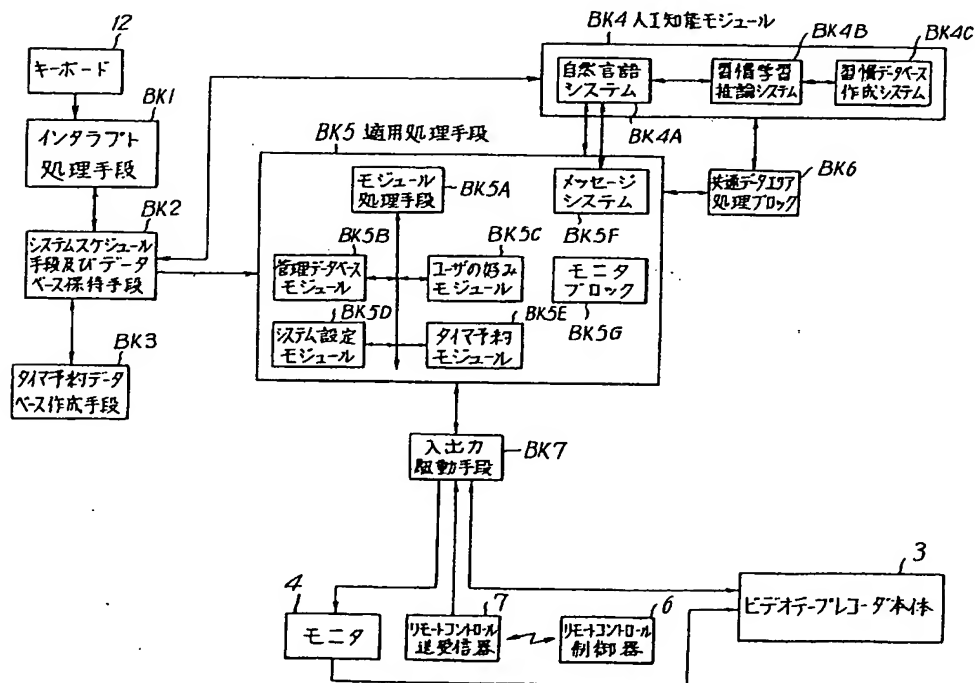 12
キーボード
BK1
インタラプト
処理手段
BK2
システムスケジュール
手段及びデータ
ベース保持手段
BK3
タイマ予約データ
ベース作成手段
BK4 人工知能モジュール
BK4B
BK4C
自然言語
システム
習慣学習
推論システム
習慣データベース
作成システム
BK4A
BK5 適用処理手段
モジュール
処理手段
BK5A
メッセージ
システム
BK5F
共通データエリア
処理ブロック
BK6
BK5B
管理データベース
モジュール
BK5C
ユーザの好み
モジュール
モニタ
ブロック
BK5G
BK5D
システム設定
モジュール
BK5E
タイマ予約
モジュール
入出力
駆動手段
BK7
4
モニタ
7
リモートコントロール
送受信器
6
リモートコントロール
制御器
3
ビデオテープレコーダ本体